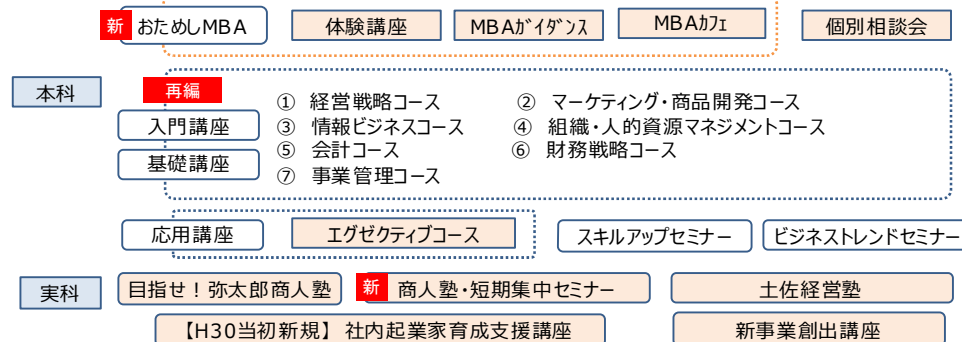 新 おためしMBA 体験講座 MBAｶﾞｲﾀﾞﾝｽ MBAｶﾌｪ 個別相談会
本科 再編
① 経営戦略コース ② マーケティング・商品開発コース
入門講座 ③ 情報ビジネスコース ④ 組織・人的資源マネジメントコース
基礎講座 ⑤ 会計コース ⑥ 財務戦略コース
⑦ 事業管理コース
応用講座 エグゼクティブコース スキルアップセミナー ビジネストレンドセミナー
実科 目指せ！弥太郎商人塾 新 商人塾・短期集中セミナー 土佐経営塾
【H30当初新規】 社内起業家育成支援講座 新事業創出講座